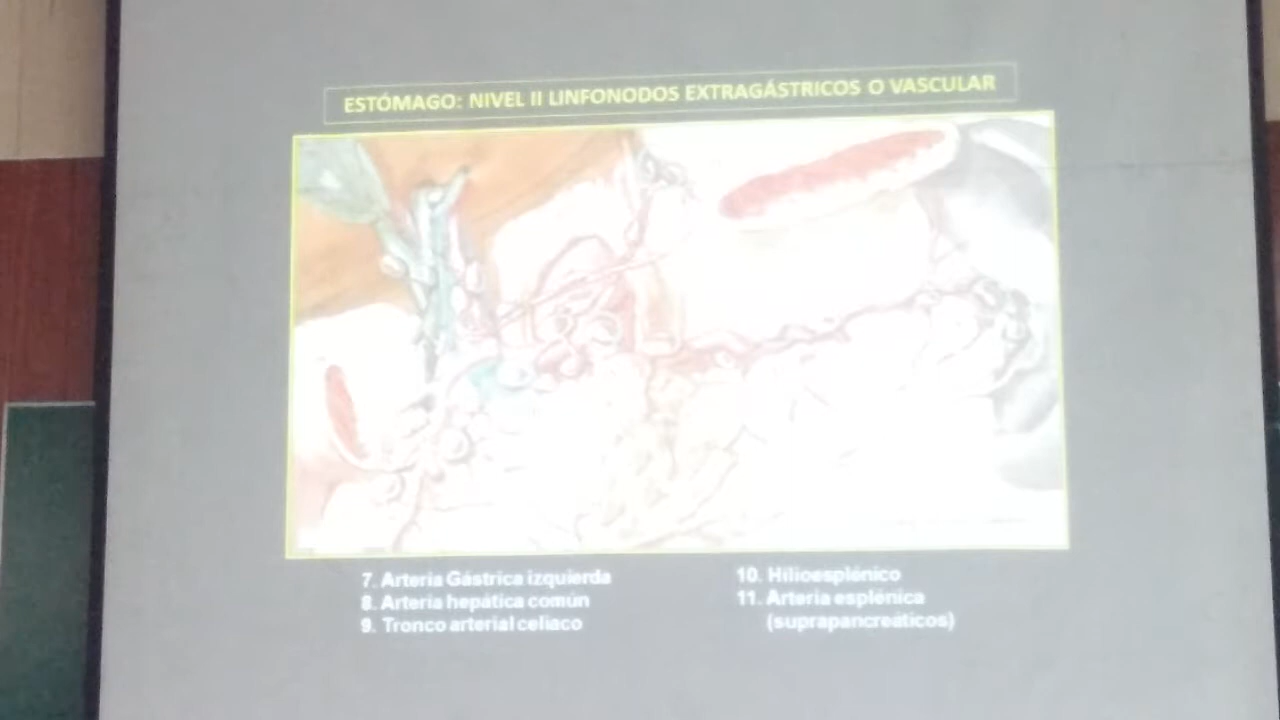 ESTÓMAGO: NIVEL II LINFONODOS EXTRAGÁSTRICOS O VASCULAR
7. Arteria Gástrica izquierda
8. Arteria hepática común
9. Tronco arterial celiaco
10. Hilioesplénico
11. Arteria esplénica
(suprapancreáticos)